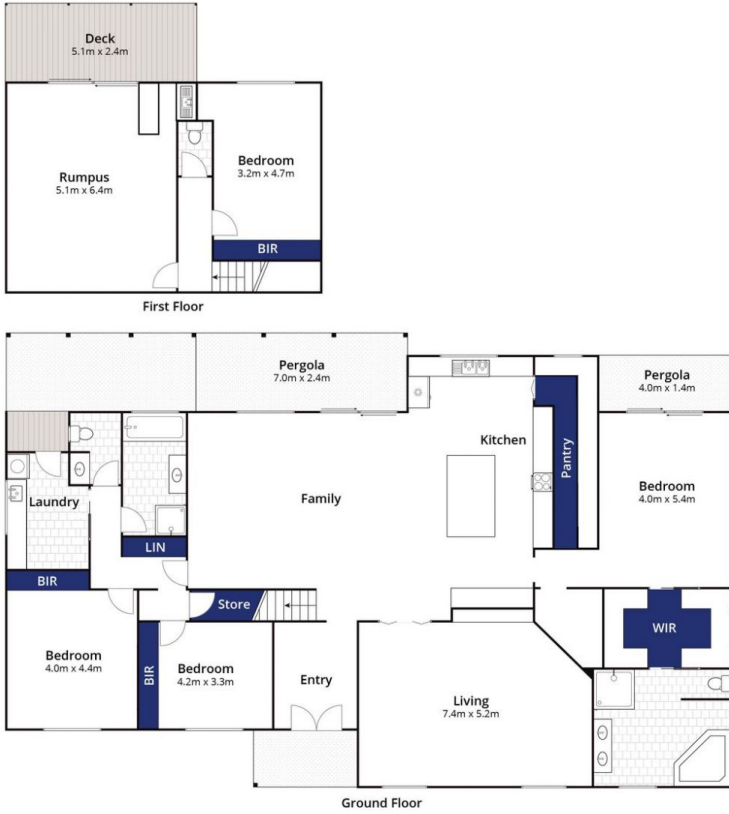 Deck
5.1m x 2.4m
Rumpus
5.1m x 6.4m
Bedroom
3.2m x 4.7m
BIR
First Floor
Pergola
7.0m x 2.4m
Pergola
4.0m x 1.4m
Kitchen
Pantry
Bedroom
4.0m x 5.4m
Laundry
Family
LIN
BIR
Store
WIR
Bedroom
4.0m x 4.4m
BIR
Bedroom
4.2m x 3.3m
Entry
Living
7.4m x 5.2m
Ground Floor